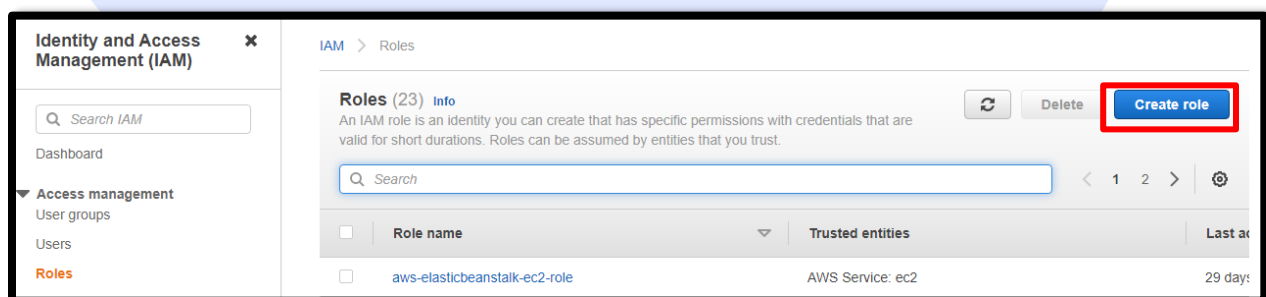 Identity and Access
Management (IAM)
Search IAM
Dashboard
Access management
User groups
Users
Roles
IAM > Roles
Roles (23) Info
Delete
Create role
An IAM role is an identity you can create that has specific permissions with credentials that are
valid for short durations. Roles can be assumed by entities that you trust.
Search
1 2
Role name
Trusted entities
Last
aws-elasticbeanstalk-ec2-role
AWS Service: ec2
29 days